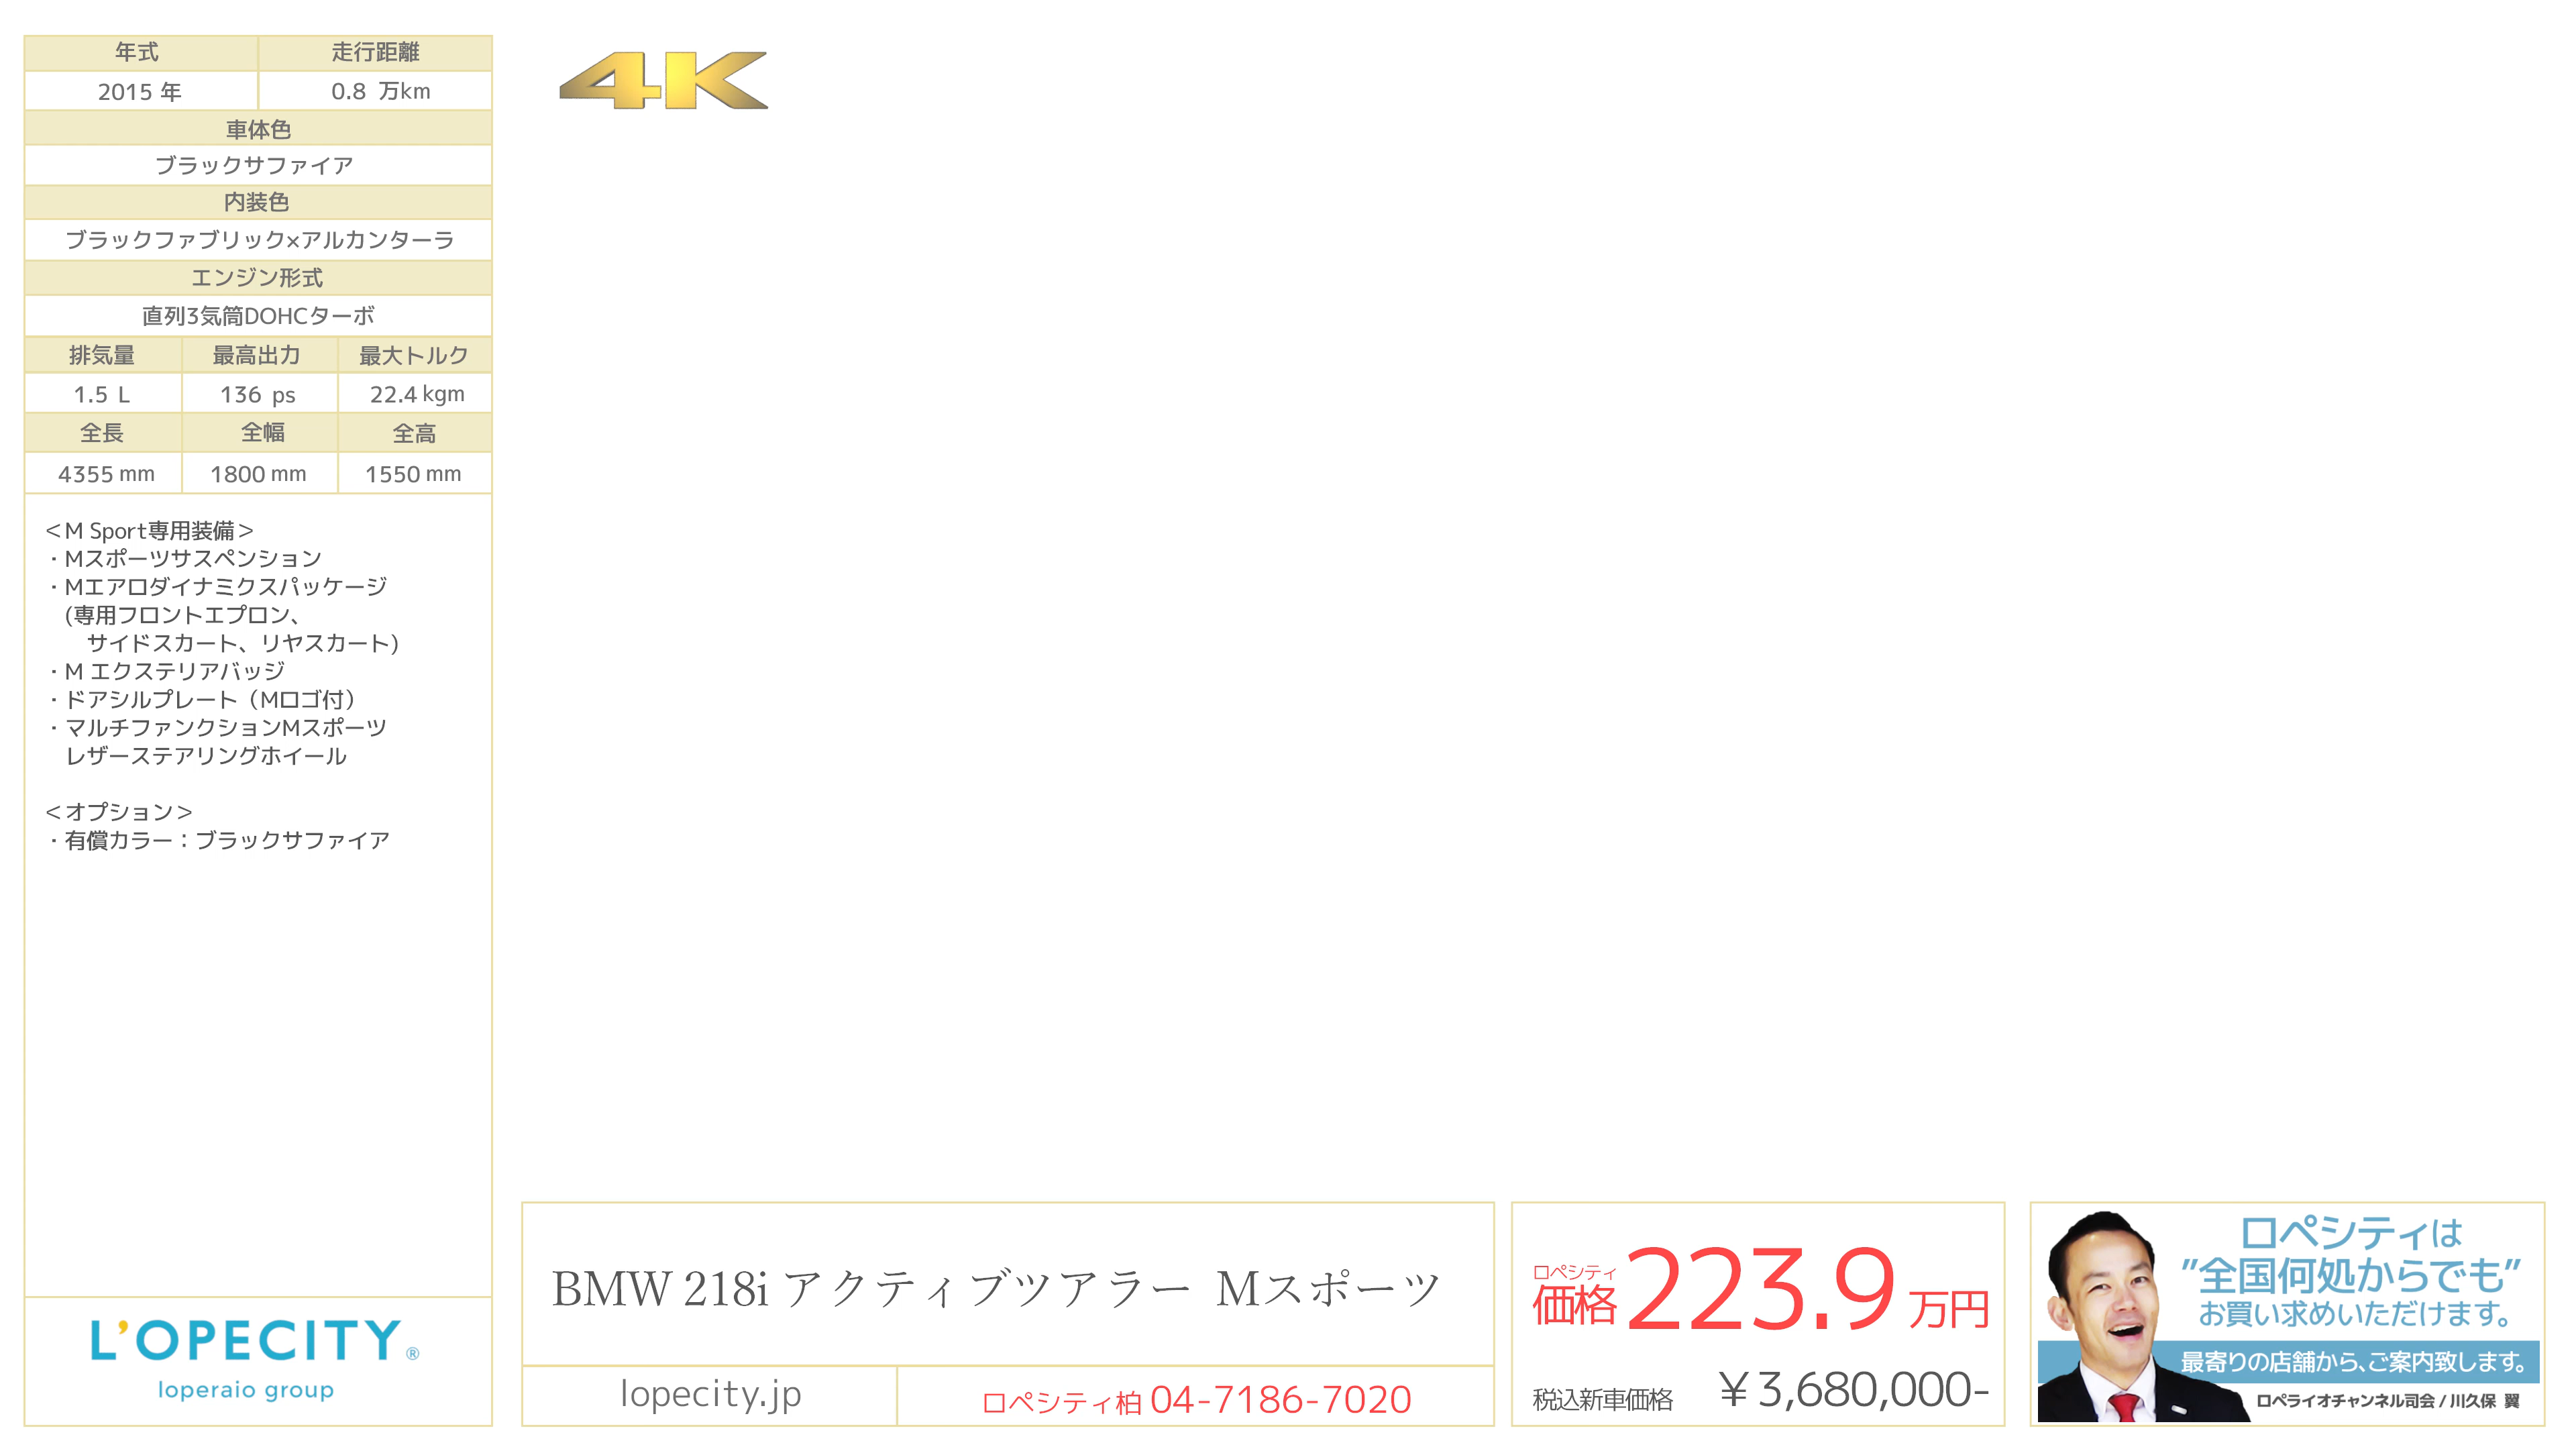 年式 走行距離
2015 年 0.8 万km
車体色
ブラックサファイア
内装色
ブラックファブリック×アルカンターラ
エンジン形式
直列3気筒DOHCターボ
排気量 最高出力 最大トルク
1.5 L 136 ps 22.4 kgm
全長 全幅 全高
4355 mm 1800 mm 1550 mm
＜M Sport専用装備＞
・Mスポーツサスペンション
・Mエアロダイナミクスパッケージ
(専用フロントエプロン、
サイドスカート、リヤスカート)
・M エクステリアバッジ
・ドアシルプレート（Mロゴ付）
・マルチファンクションMスポーツ
レザーステアリングホイール
＜オプション＞
・有償カラー：ブラックサファイア
L'OPECITY®
loperaio group
4K
BMW 218i アクティブツアラー Mスポーツ
lopecity.jp
ロペシティ柏 04-7186-7020
ロペシティ
価格 223.9 万円
税込新車価格 ￥3,680,000-
ロペシティは
”全国何処からでも”
お買い求めいただけます。
最寄りの店舗から、ご案内致します。
ロペライオチャンネル司会 / 川久保 翼